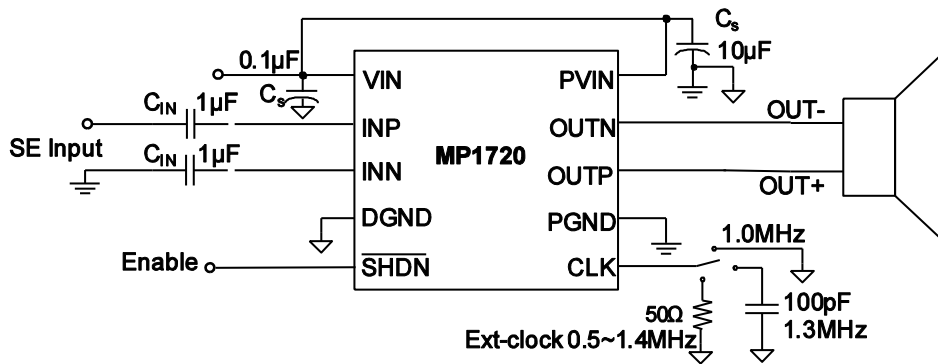 Cs
10µF
0.1µF
Cs
VIN
PVIN
CIN 1µF
INP
OUTN
OUT-
SE Input
CIN 1µF
INN
MP1720
OUTP
OUT+
DGND
PGND
Enable
SHDN
CLK
1.0MHz
50Ω
100pF
1.3MHz
Ext-clock 0.5~1.4MHz